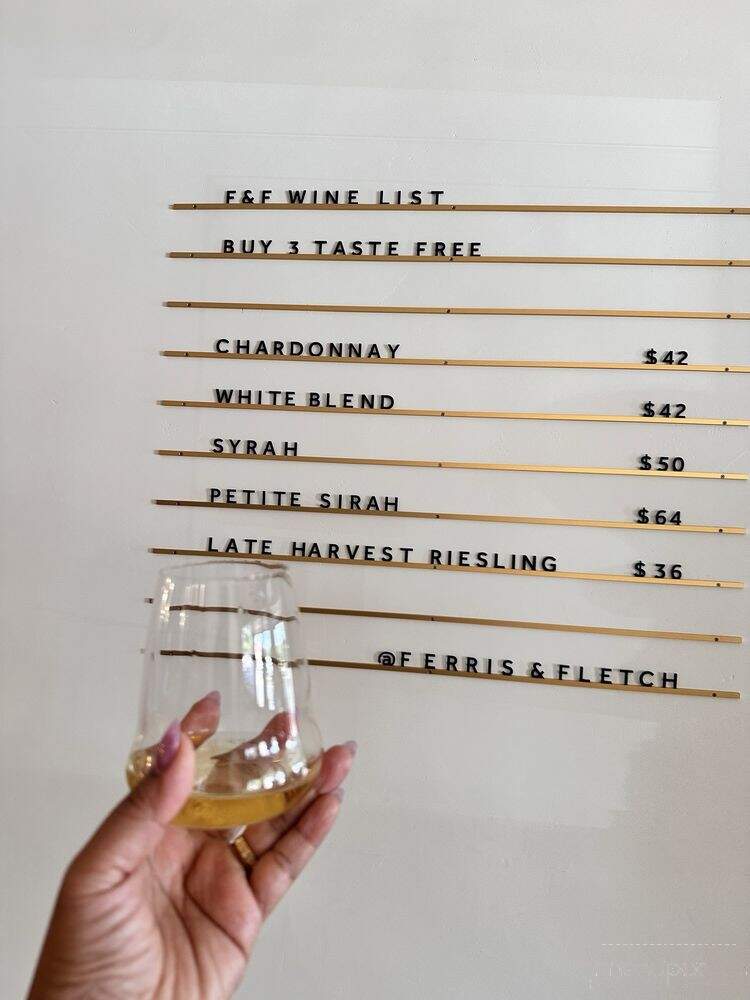 F&F WINE LIST
BUY 3 TASTE FREE
CHARDONNAY $42
WHITE BLEND $42
SYRAH $50
PETITE SIRAH $64
LATE HARVEST RIESLING $36
@FERRIS & FLETCH